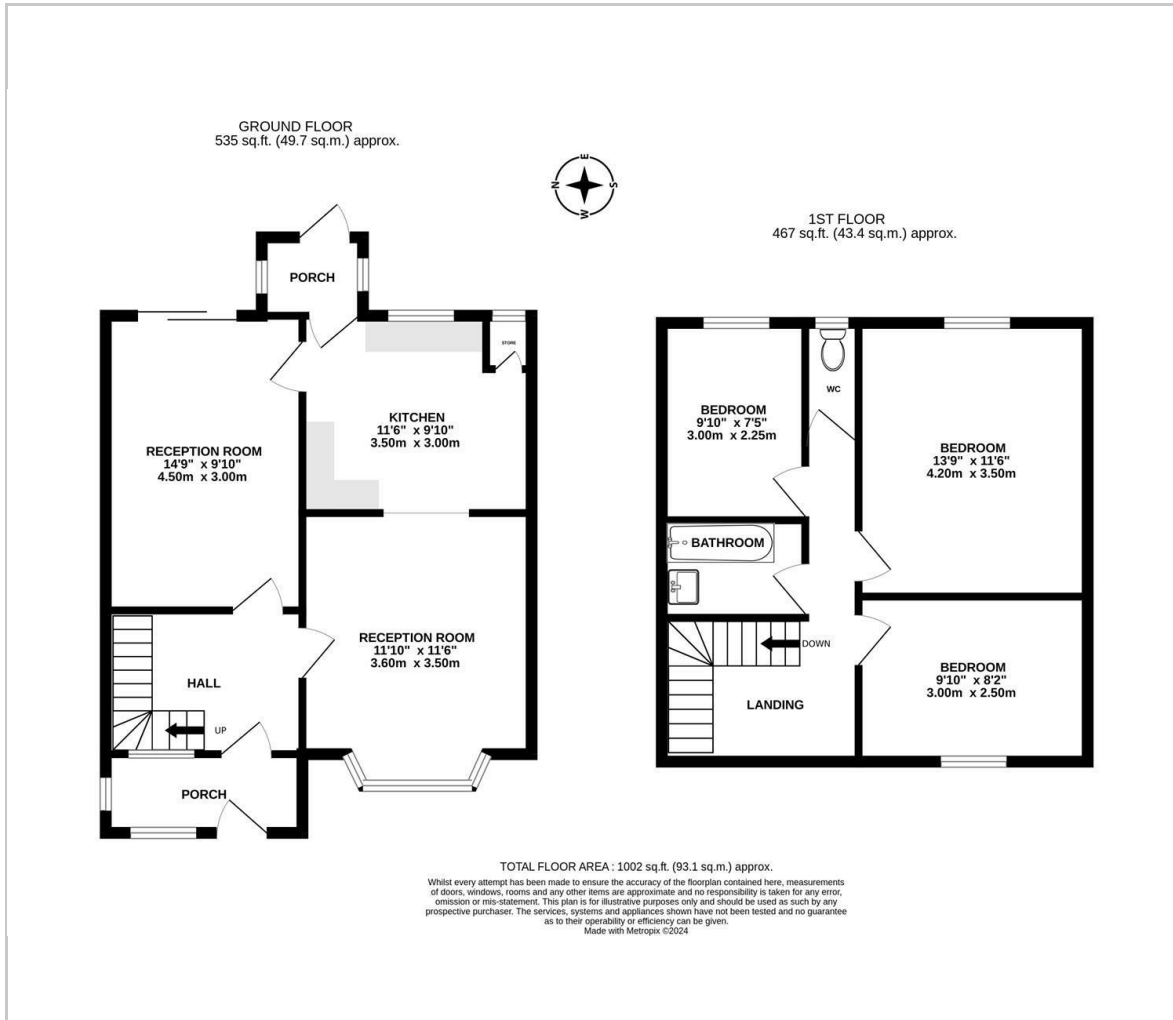 GROUND FLOOR
535 sq.ft. (49.7 sq.m.) approx.
E
N
S
W
1ST FLOOR
467 sq.ft. (43.4 sq.m.) approx.
PORCH
STORE
KITCHEN
11'6" x 9'10"
3.50m x 3.00m
RECEPTION ROOM
14'9" x 9'10"
4.50m x 3.00m
RECEPTION ROOM
11'10" x 11'6"
3.60m x 3.50m
HALL
UP
PORCH
WC
BEDROOM
9'10" x 7'5"
3.00m x 2.25m
BEDROOM
13'9" x 11'6"
4.20m x 3.50m
BATHROOM
DOWN
LANDING
BEDROOM
9'10" x 8'2"
3.00m x 2.50m
TOTAL FLOOR AREA : 1002 sq.ft. (93.1 sq.m.) approx.
Whilst every attempt has been made to ensure the accuracy of the floorplan contained here, measurements
of doors, windows, rooms and any other items are approximate and no responsibility is taken for any error,
omission or mis-statement. This plan is for illustrative purposes only and should be used as such by any
prospective purchaser. The services, systems and appliances shown have not been tested and no guarantee
as to their operability or efficiency can be given.
Made with Metropix ©2024